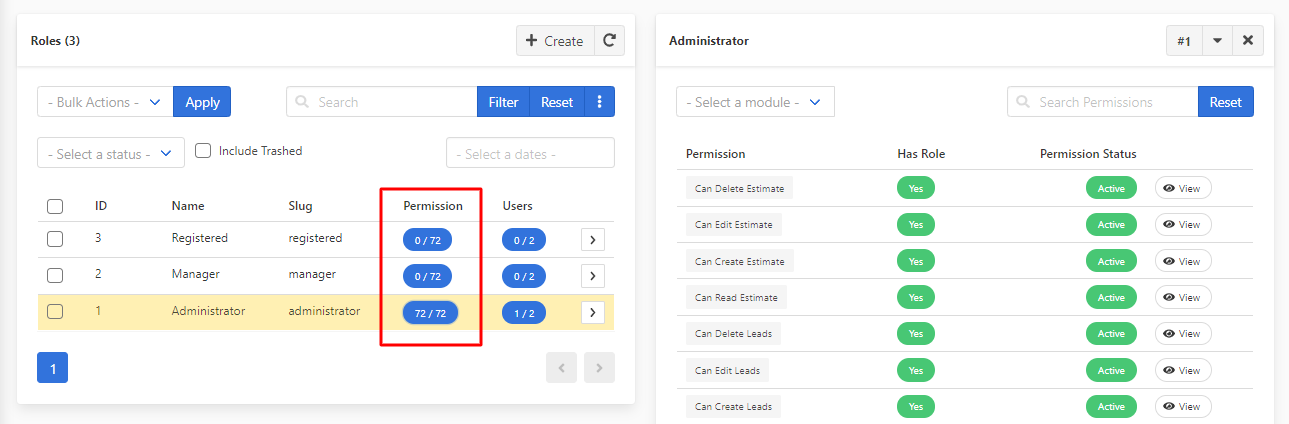 Roles (3)
Create
- Bulk Actions -
Apply
Search
Filter
Reset
- Select a status -
Include Trashed
- Select a dates -
ID Name Slug Permission Users
3 Registered registered 0 / 72 0 / 2
2 Manager manager 0 / 72 0 / 2
1 Administrator administrator 72 / 72 1 / 2
1
Administrator
#1
- Select a module -
Search Permissions
Reset
Permission Has Role Permission Status
Can Delete Estimate Yes Active View
Can Edit Estimate Yes Active View
Can Create Estimate Yes Active View
Can Read Estimate Yes Active View
Can Delete Leads Yes Active View
Can Edit Leads Yes Active View
Can Create Leads Yes Active View